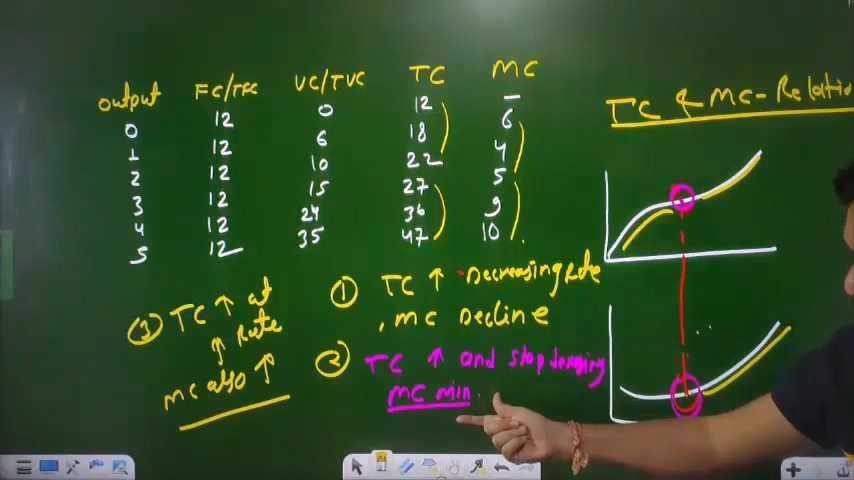 output FC/TFC VC/TVC TC MC
0 12 0 12 –
1 12 6 18 6
2 12 10 22 4
3 12 15 27 5
4 12 24 36 9
5 12 35 47 10
TC & MC-Relatio
① TC ↑ Decreasing Rate
, MC Decline
② TC ↑ and stop
MC min.
③ TC ↑ at
↑ Rate
MC also ↑